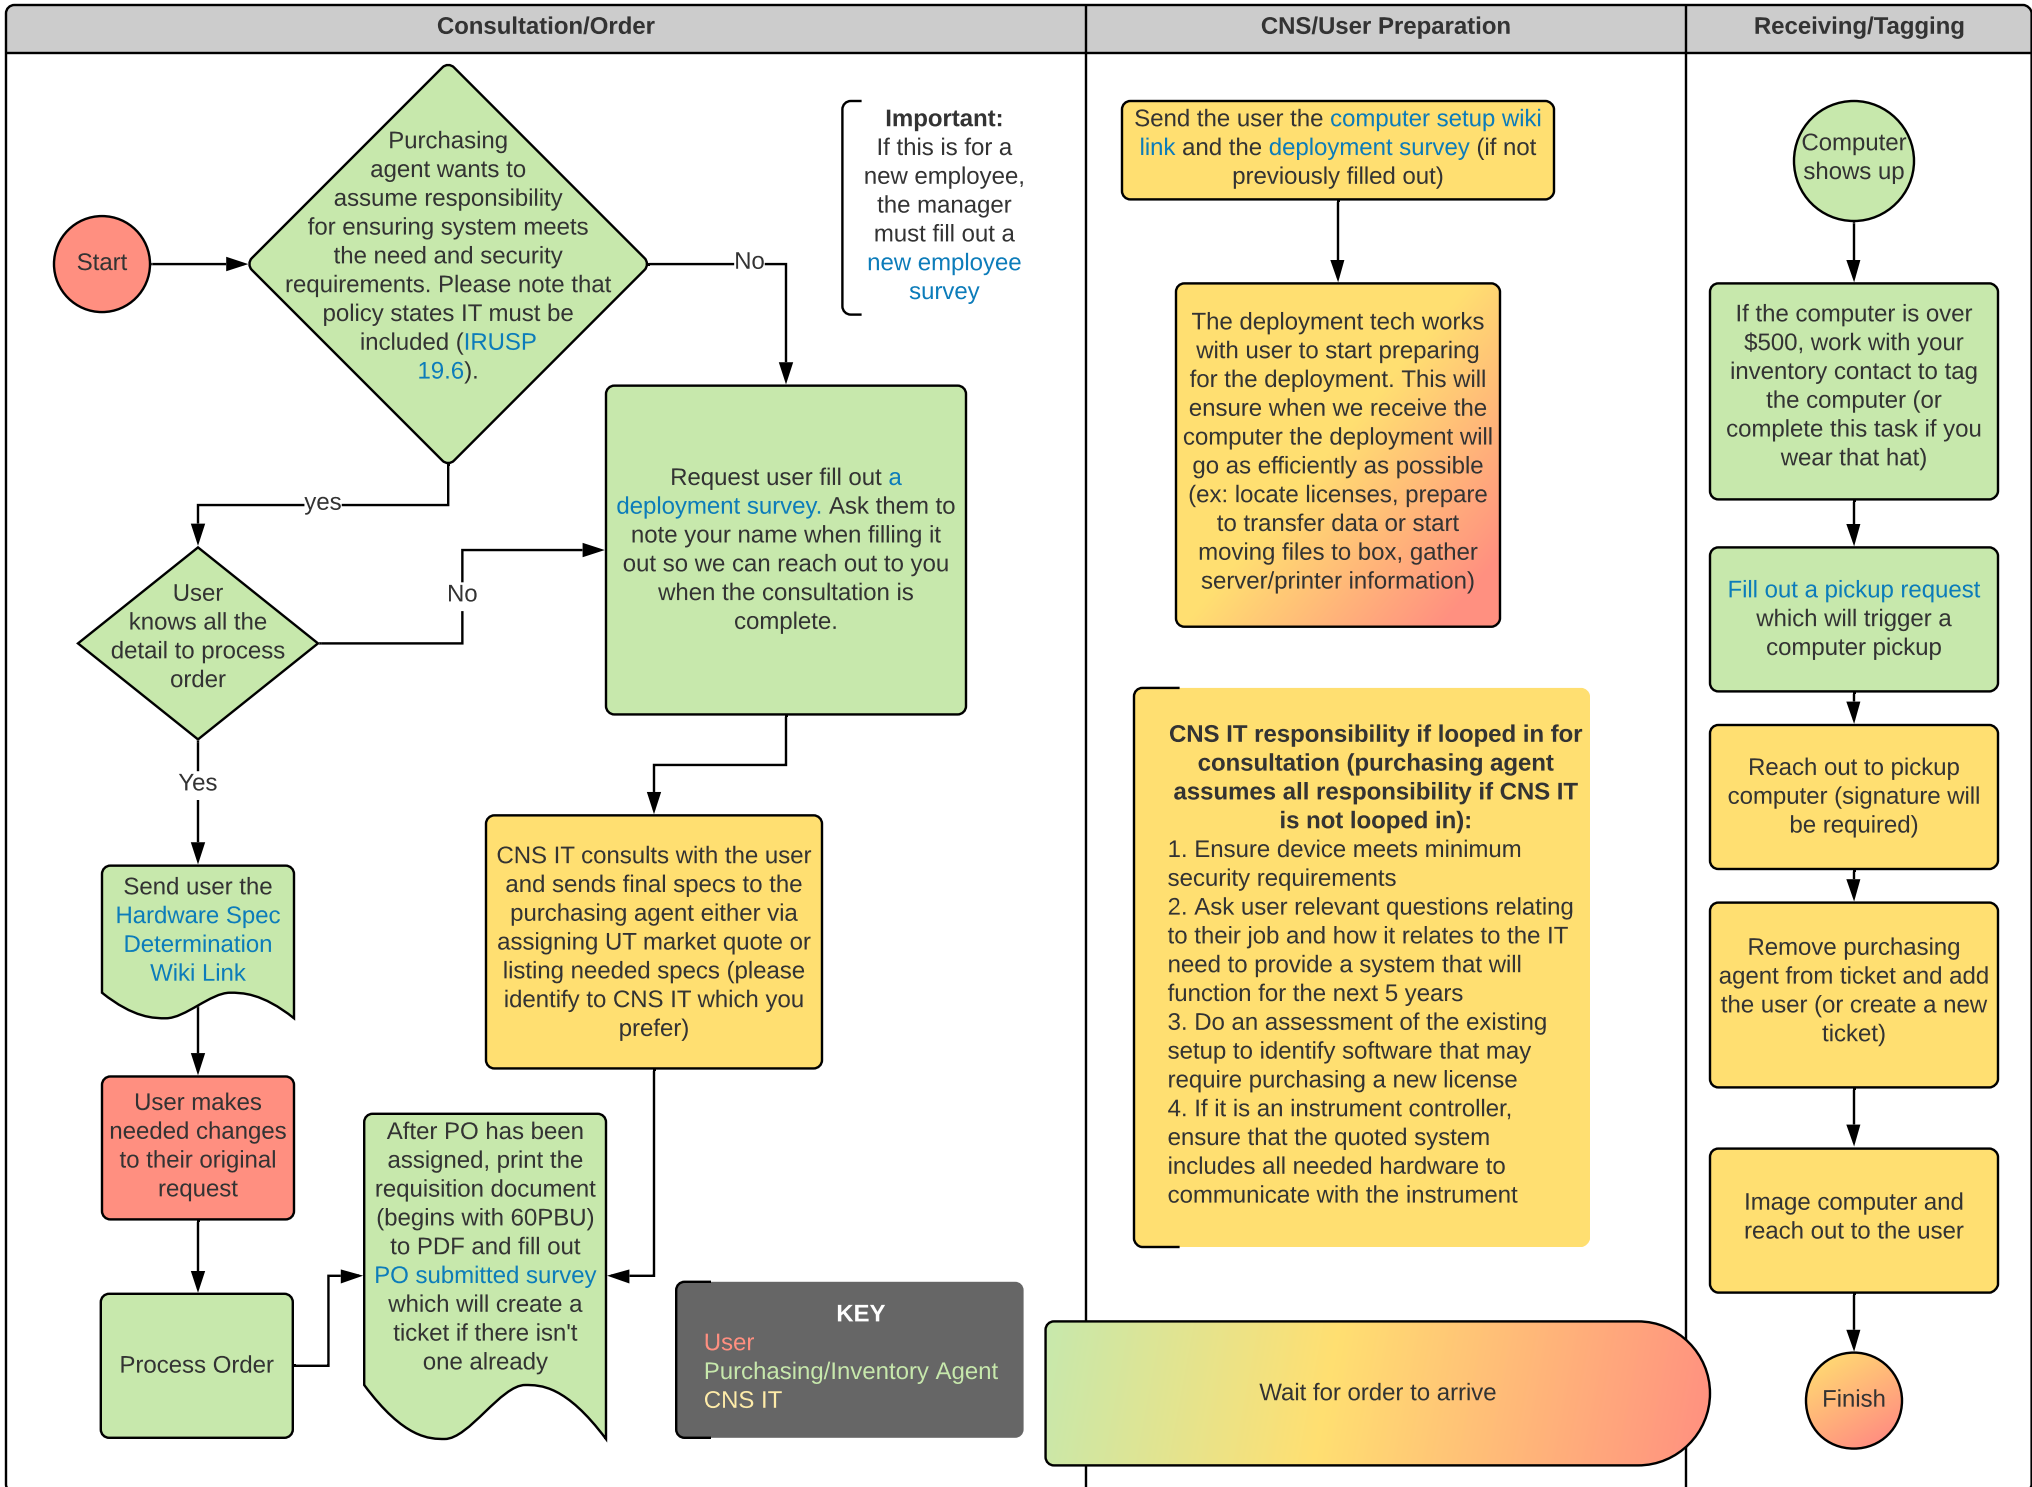 Consultation/Order
Purchasing
agent wants to
assume responsibility
for ensuring system meets
the need and security
requirements. Please note that
policy states IT must be
included (IRUSP
19.6).
Start
No
Important:
If this is for a
new employee,
the manager
must fill out a
new employee
survey
yes
User
knows all the
detail to process
order
No
Request user fill out a
deployment survey. Ask them to
note your name when filling it
out so we can reach out to you
when the consultation is
complete.
Yes
Send user the
Hardware Spec
Determination
Wiki Link
CNS IT consults with the user
and sends final specs to the
purchasing agent either via
assigning UT market quote or
listing needed specs (please
identify to CNS IT which you
prefer)
User makes
needed changes
to their original
request
Process Order
After PO has been
assigned, print the
requisition document
(begins with 60PBU)
to PDF and fill out
PO submitted survey
which will create a
ticket if there isn't
one already
KEY
User
Purchasing/Inventory Agent
CNS IT
CNS/User Preparation
Send the user the computer setup wiki
link and the deployment survey (if not
previously filled out)
The deployment tech works
with user to start preparing
for the deployment. This will
ensure when we receive the
computer the deployment will
go as efficiently as possible
(ex: locate licenses, prepare
to transfer data or start
moving files to box, gather
server/printer information)
CNS IT responsibility if looped in for
consultation (purchasing agent
assumes all responsibility if CNS IT
is not looped in):
1. Ensure device meets minimum
security requirements
2. Ask user relevant questions relating
to their job and how it relates to the IT
need to provide a system that will
function for the next 5 years
3. Do an assessment of the existing
setup to identify software that may
require purchasing a new license
4. If it is an instrument controller,
ensure that the quoted system
includes all needed hardware to
communicate with the instrument
Wait for order to arrive
Receiving/Tagging
Computer
shows up
If the computer is over
$500, work with your
inventory contact to tag
the computer (or
complete this task if you
wear that hat)
Fill out a pickup request
which will trigger a
computer pickup
Reach out to pickup
computer (signature will
be required)
Remove purchasing
agent from ticket and add
the user (or create a new
ticket)
Image computer and
reach out to the user
Finish